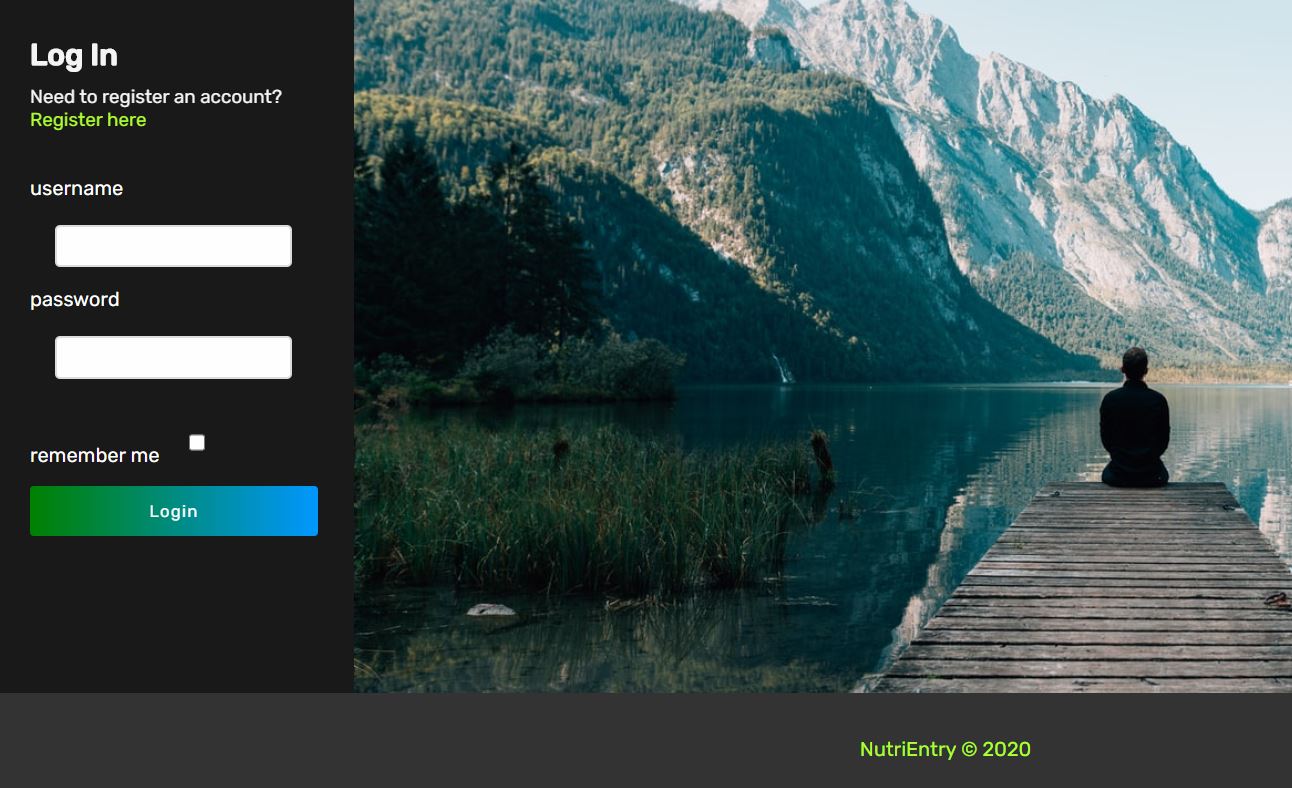 Log In
Need to register an account?
Register here
username
password
remember me
Login
NutriEntry © 2020